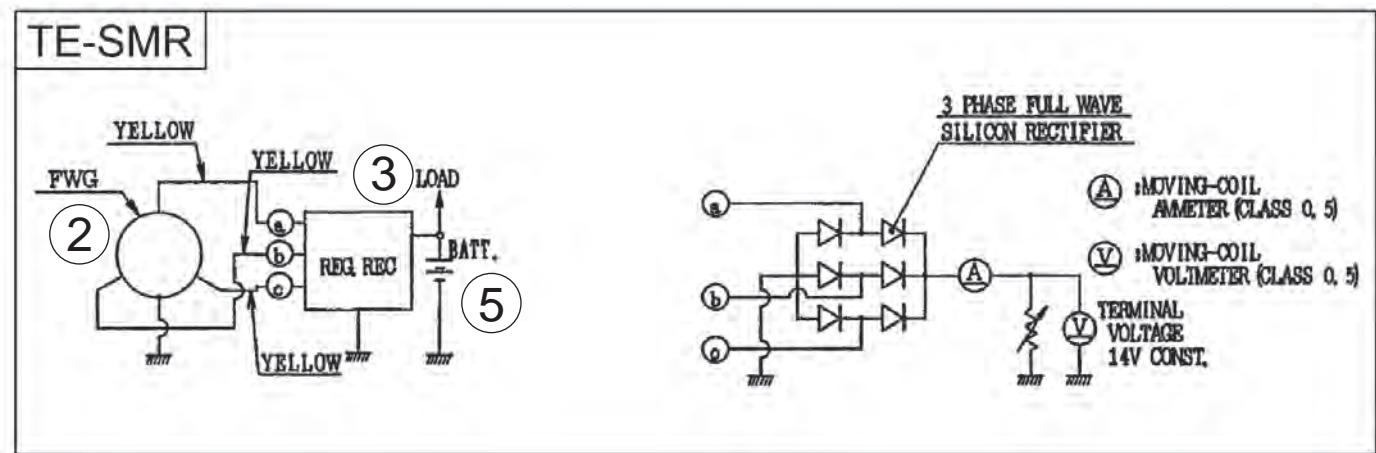 TE-SMR
YELLOW
YELLOW
FWG
2
3
LOAD
a
b
c
REG. REC
BATT.
5
YELLOW
3 PHASE FULL WAVE
SILICON RECTIFIER
a
b
c
A
V
A :MOVING-COIL
AMMETER (CLASS 0. 5)
V :MOVING-COIL
VOLTMETER (CLASS 0. 5)
TERMINAL
VOLTAGE
14V CONST.